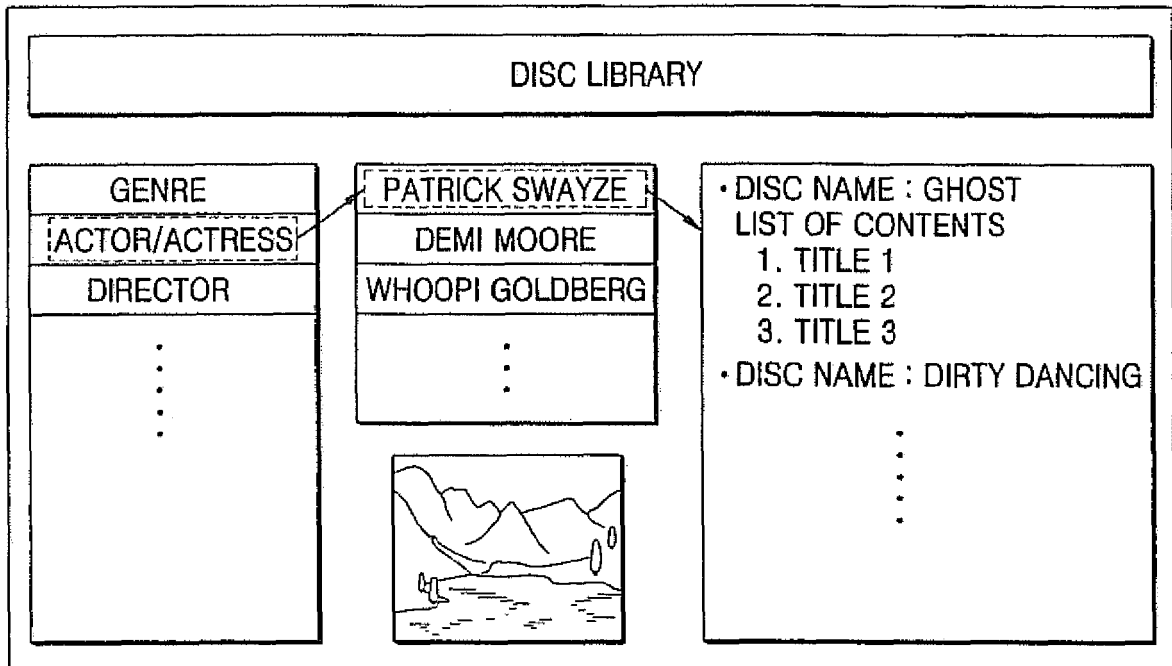 DISC LIBRARY
GENRE
ACTOR/ACTRESS
DIRECTOR
PATRICK SWAYZE
DEMI MOORE
WHOOPI GOLDBERG
• DISC NAME : GHOST
LIST OF CONTENTS
1. TITLE 1
2. TITLE 2
3. TITLE 3
• DISC NAME : DIRTY DANCING